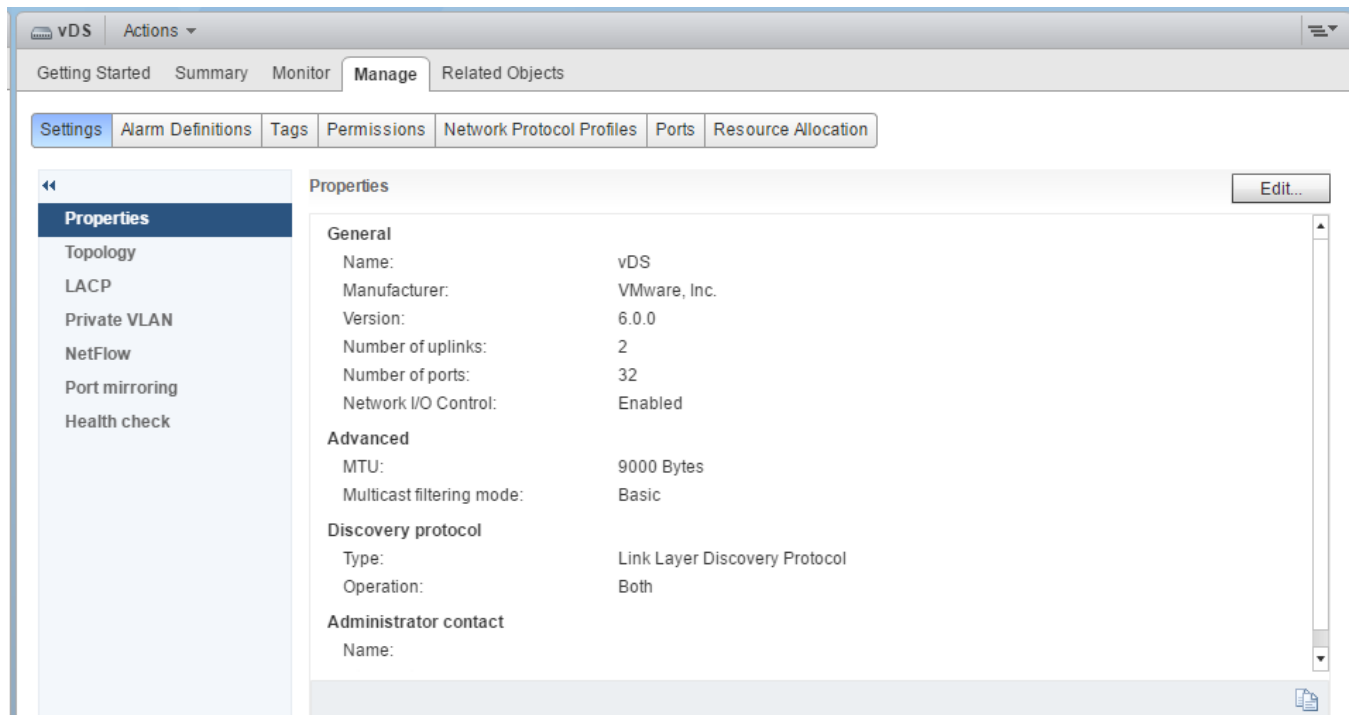 vDS Actions
Getting Started Summary Monitor Manage Related Objects
Settings Alarm Definitions Tags Permissions Network Protocol Profiles Ports Resource Allocation
Properties
Topology
LACP
Private VLAN
NetFlow
Port mirroring
Health check
Properties Edit...
General
Name: vDS
Manufacturer: VMware, Inc.
Version: 6.0.0
Number of uplinks: 2
Number of ports: 32
Network I/O Control: Enabled
Advanced
MTU: 9000 Bytes
Multicast filtering mode: Basic
Discovery protocol
Type: Link Layer Discovery Protocol
Operation: Both
Administrator contact
Name: